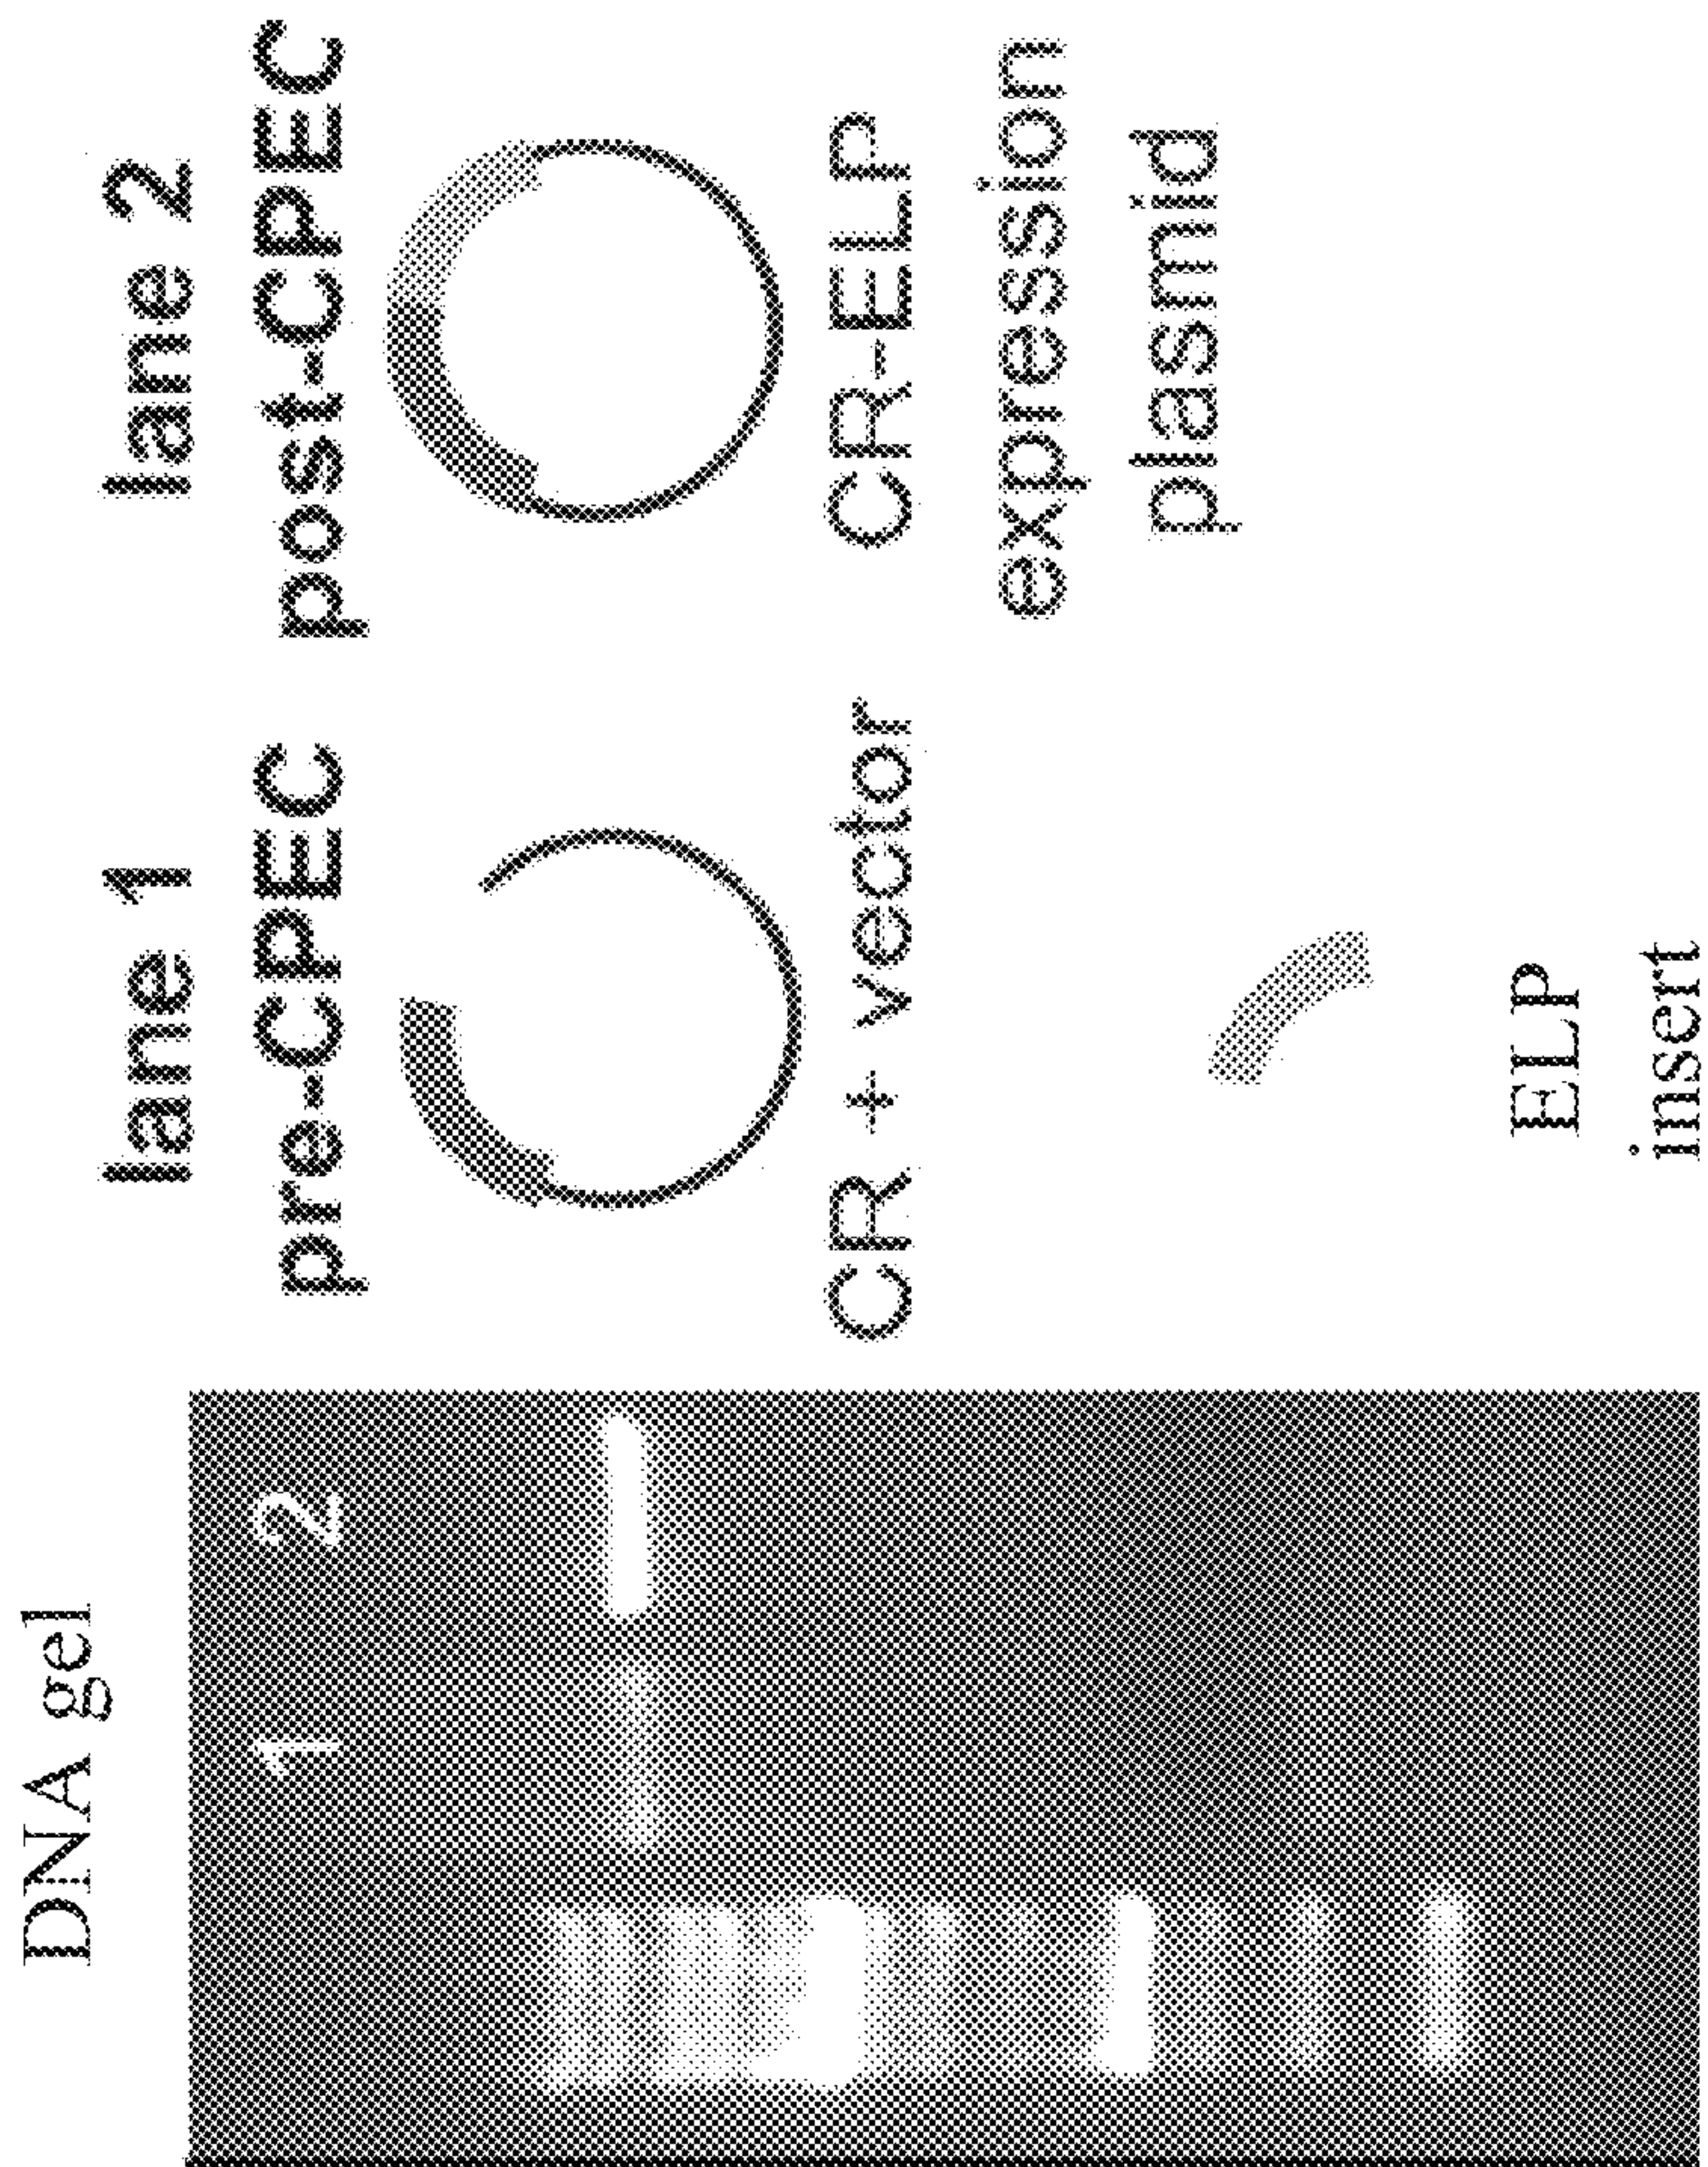 DNA gel
1 2
lane 1
pre-CPEC
CR + vector
ELP
insert
lane 2
post-CPEC
CR-ELP
expression
plasmid